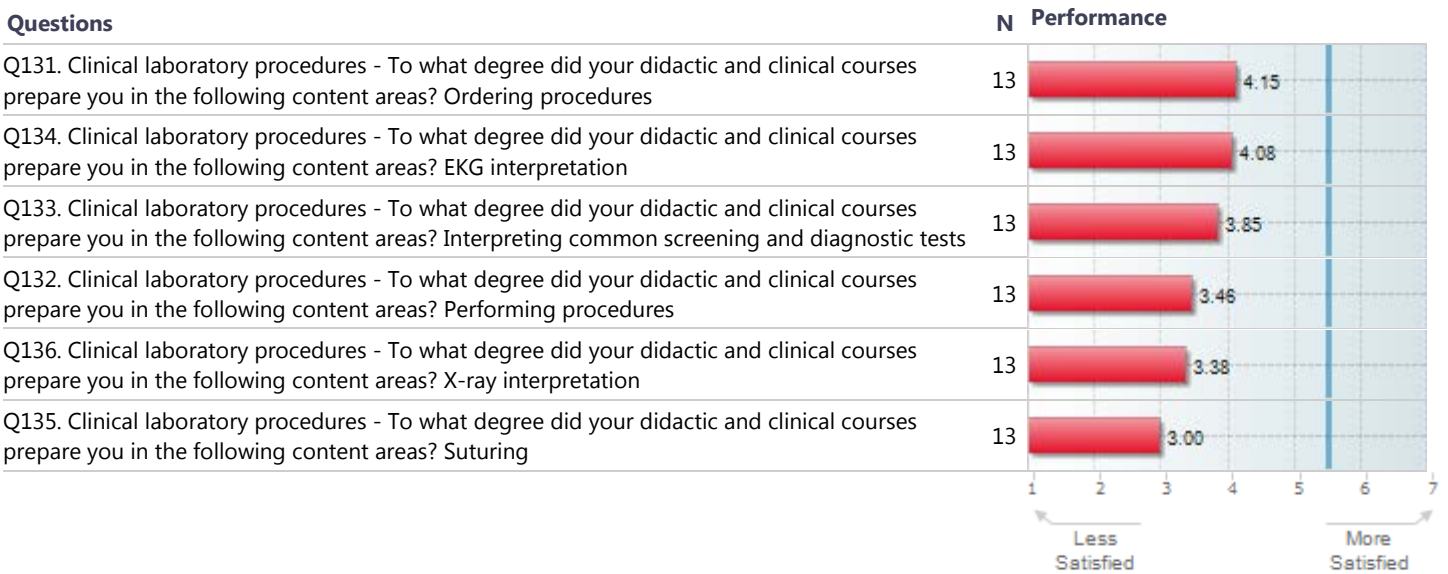 Questions N Performance
Q131. Clinical laboratory procedures - To what degree did your didactic and clinical courses
prepare you in the following content areas? Ordering procedures
13
4.15
Q134. Clinical laboratory procedures - To what degree did your didactic and clinical courses
prepare you in the following content areas? EKG interpretation
13
4.08
Q133. Clinical laboratory procedures - To what degree did your didactic and clinical courses
prepare you in the following content areas? Interpreting common screening and diagnostic tests
13
3.85
Q132. Clinical laboratory procedures - To what degree did your didactic and clinical courses
prepare you in the following content areas? Performing procedures
13
3.46
Q136. Clinical laboratory procedures - To what degree did your didactic and clinical courses
prepare you in the following content areas? X-ray interpretation
13
3.38
Q135. Clinical laboratory procedures - To what degree did your didactic and clinical courses
prepare you in the following content areas? Suturing
13
3.00
1 2 3 4 5 6 7
Less
Satisfied
More
Satisfied